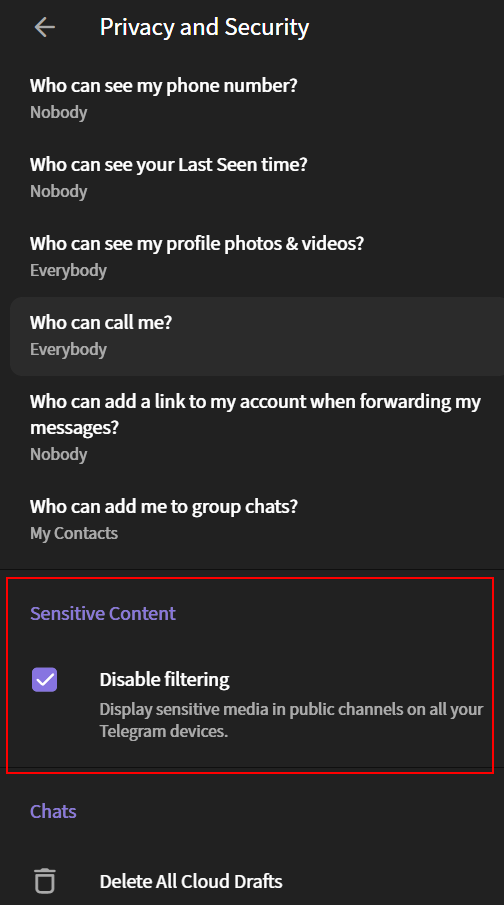 Privacy and Security
Who can see my phone number?
Nobody
Who can see your Last Seen time?
Nobody
Who can see my profile photos & videos?
Everybody
Who can call me?
Everybody
Who can add a link to my account when forwarding my
messages?
Nobody
Who can add me to group chats?
My Contacts
Sensitive Content
Disable filtering
Display sensitive media in public channels on all your
Telegram devices.
Chats
Delete All Cloud Drafts